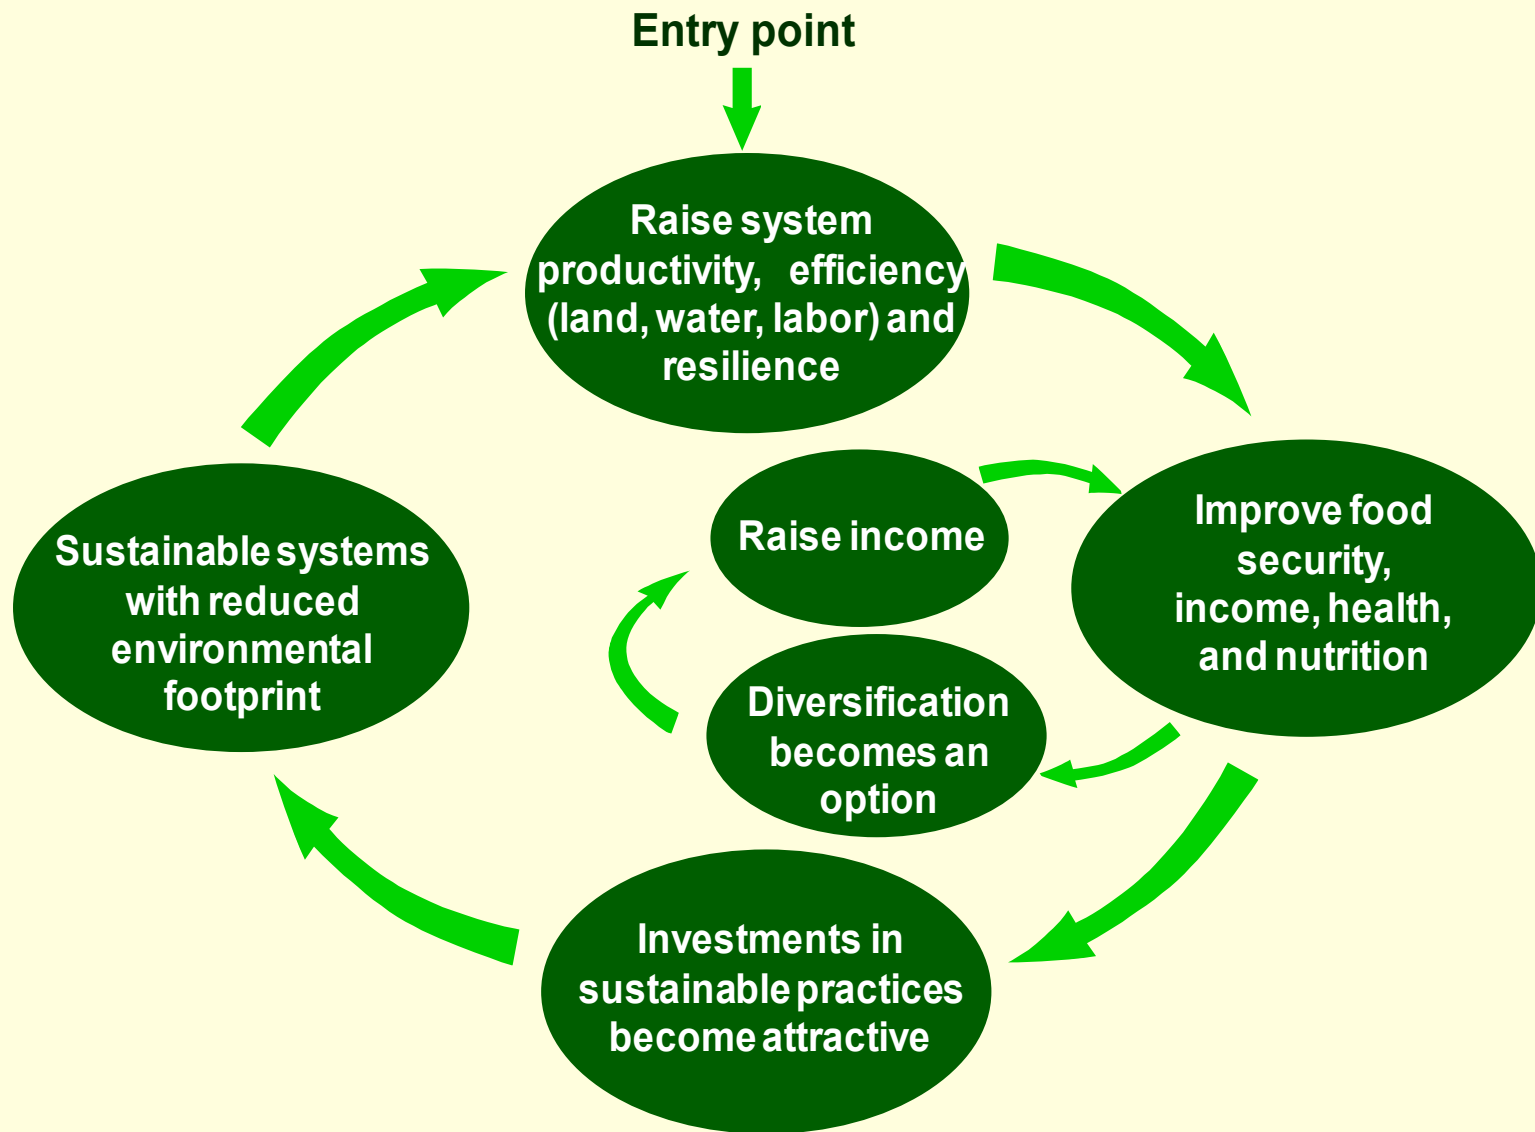 Entry point
Raise system
productivity, efficiency
(land, water, labor) and
resilience
Improve food
security,
income, health,
and nutrition
Raise income
Diversification
becomes an
option
Sustainable systems
with reduced
environmental
footprint
Investments in
sustainable practices
become attractive